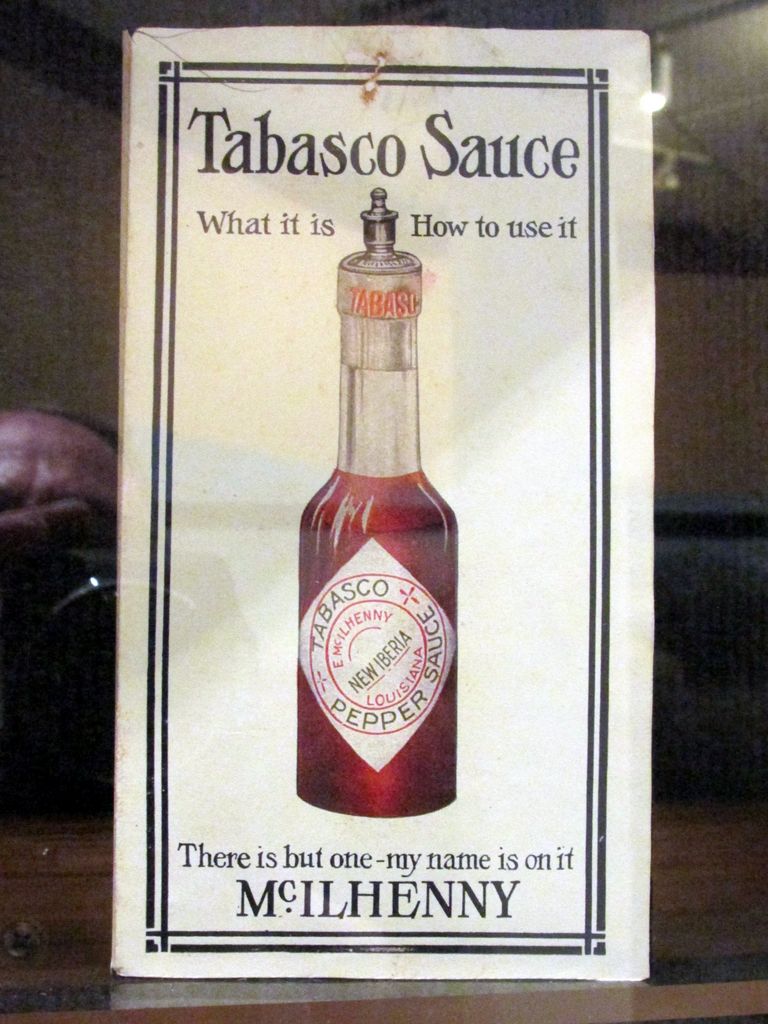 Tabasco Sauce
What it is How to use it
TABASC
TABASCO
PEPPER SAUCE
E McILHENNY
NEW IBERIA
LOUISIANA
There is but one-my name is on it
McILHENNY